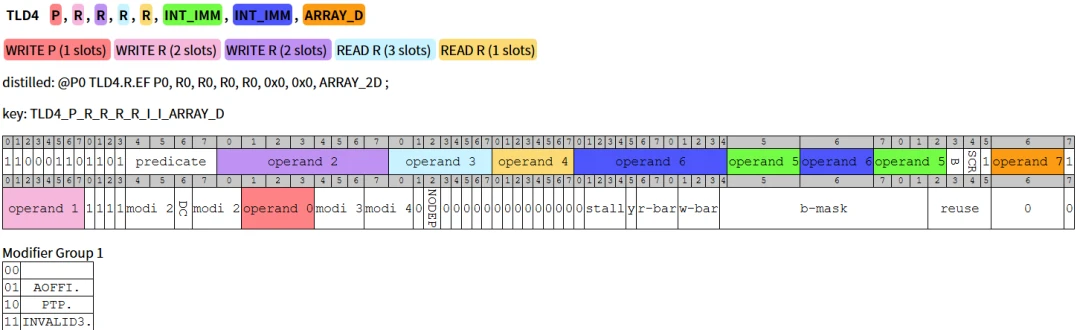 TLD4 P , R , R , R , R , INT_IMM , INT_IMM , ARRAY_D
WRITE P (1 slots) WRITE R (2 slots) WRITE R (2 slots) READ R (3 slots) READ R (1 slots)
distilled: @P0 TLD4.R.EF P0, R0, R0, R0, R0, 0x0, 0x0, ARRAY_2D ;
key: TLD4_P_R_R_R_R_I_I_ARRAY_D
0 1 2 3 4 5 6 7 0 1 2 3 4 5 6 7 0 1 2 3 4 5 6 7 0 1 2 3 4 5 6 7 0 1 2 3 4 5 6 7 0 1 2 3 4 5 6 7 0 1 2 3 4 5 6 7 0 1 2 3 4 5 6 7
1 1 0 0 0 1 1 0 1 1 0 1 predicate operand 2 operand 3 operand 4 operand 6 operand 5 operand 6 operand 5 B SCR 1 operand 7 1
0 1 2 3 4 5 6 7 0 1 2 3 4 5 6 7 0 1 2 3 4 5 6 7 0 1 2 3 4 5 6 7 0 1 2 3 4 5 6 7 0 1 2 3 4 5 6 7 0 1 2 3 4 5 6 7 0 1 2 3 4 5 6 7
operand 1 1 1 1 1 modi 2 DC modi 2 operand 0 modi 3 modi 4 0 NODEP 0 0 0 0 0 0 0 0 0 0 0 0 0 0 stall y r-bar w-bar b-mask reuse 0 0
Modifier Group 1
00
01 AOFFI.
10 PTP.
11 INVALID3.